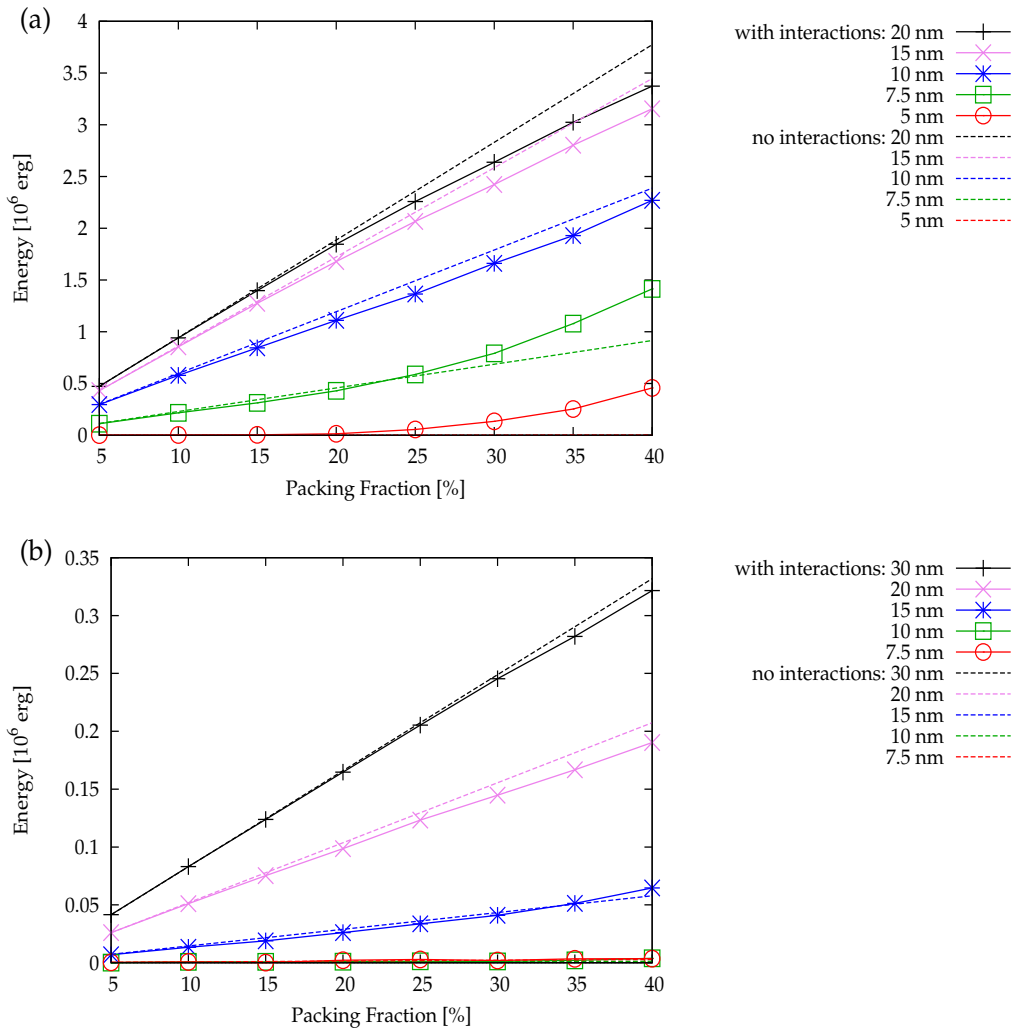 (a)
Energy [10^6 erg]
4
3.5
3
2.5
2
1.5
1
0.5
0
5 10 15 20 25 30 35 40
Packing Fraction [%]
with interactions: 20 nm
15 nm
10 nm
7.5 nm
5 nm
no interactions: 20 nm
15 nm
10 nm
7.5 nm
5 nm
(b)
Energy [10^6 erg]
0.35
0.3
0.25
0.2
0.15
0.1
0.05
0
5 10 15 20 25 30 35 40
Packing Fraction [%]
with interactions: 30 nm
20 nm
15 nm
10 nm
7.5 nm
no interactions: 30 nm
20 nm
15 nm
10 nm
7.5 nm